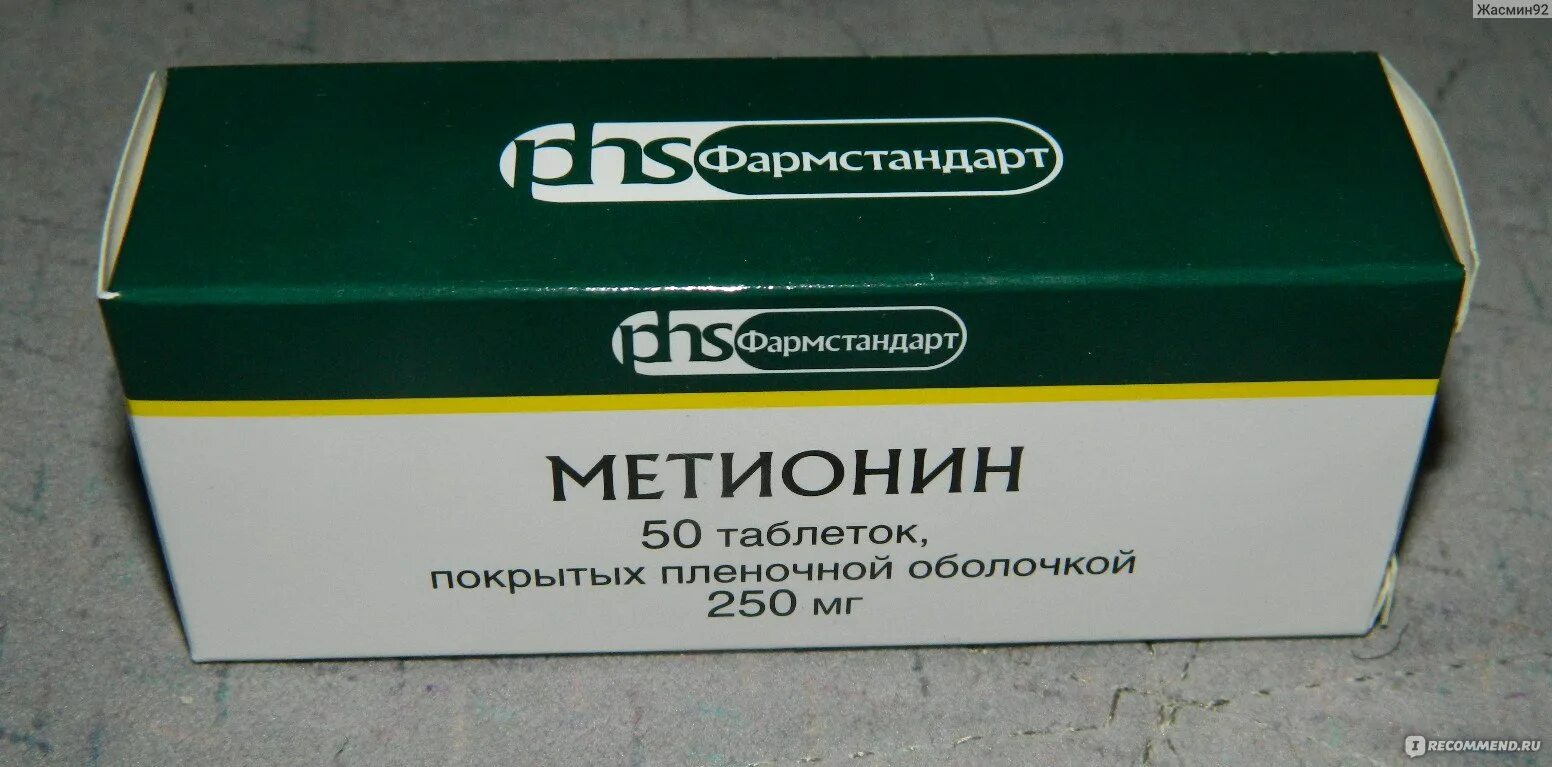 Жасмин92
phs Фармстандарт
phs Фармстандарт
МЕТИОНИН
50 таблеток,
покрытых пленочной оболочкой
250 мг
I RECOMMEND.RU